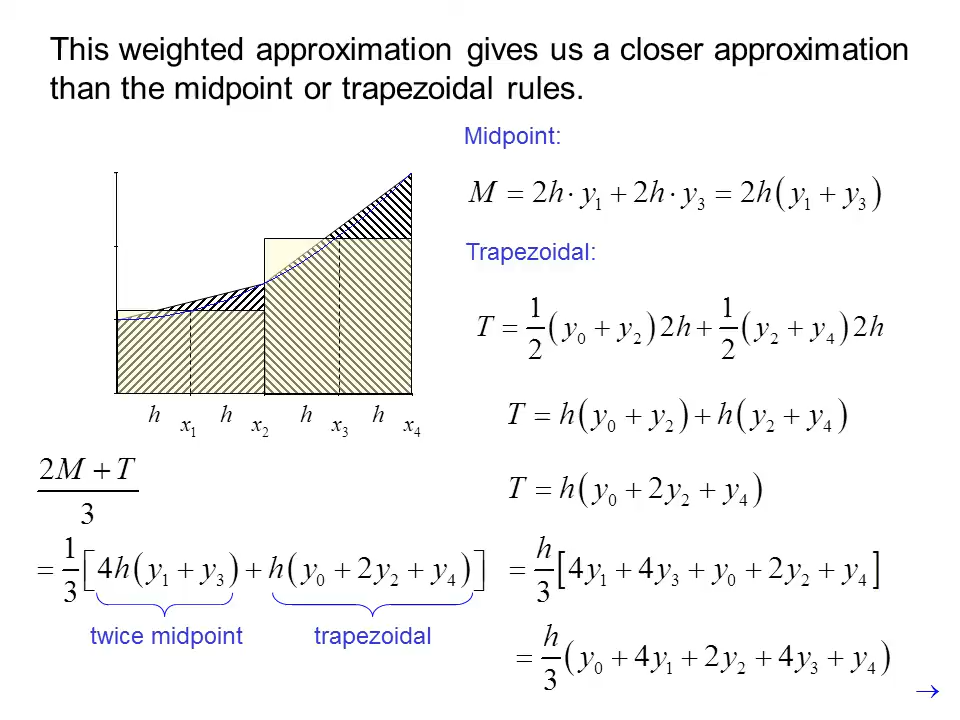 This weighted approximation gives us a closer approximation
than the midpoint or trapezoidal rules.
Midpoint:
M = 2h · y₁ + 2h · y₃ = 2h(y₁ + y₃)
Trapezoidal:
T = 1/2 (y₀ + y₂)2h + 1/2 (y₂ + y₄)2h
h x₁ h x₂ h x₃ h x₄
T = h(y₀ + y₂) + h(y₂ + y₄)
(2M + T)/3
T = h(y₀ + 2y₂ + y₄)
= 1/3 [4h(y₁ + y₃) + h(y₀ + 2y₂ + y₄)] = h/3 [4y₁ + 4y₃ + y₀ + 2y₂ + y₄]
twice midpoint trapezoidal
= h/3 (y₀ + 4y₁ + 2y₂ + 4y₃ + y₄)
→